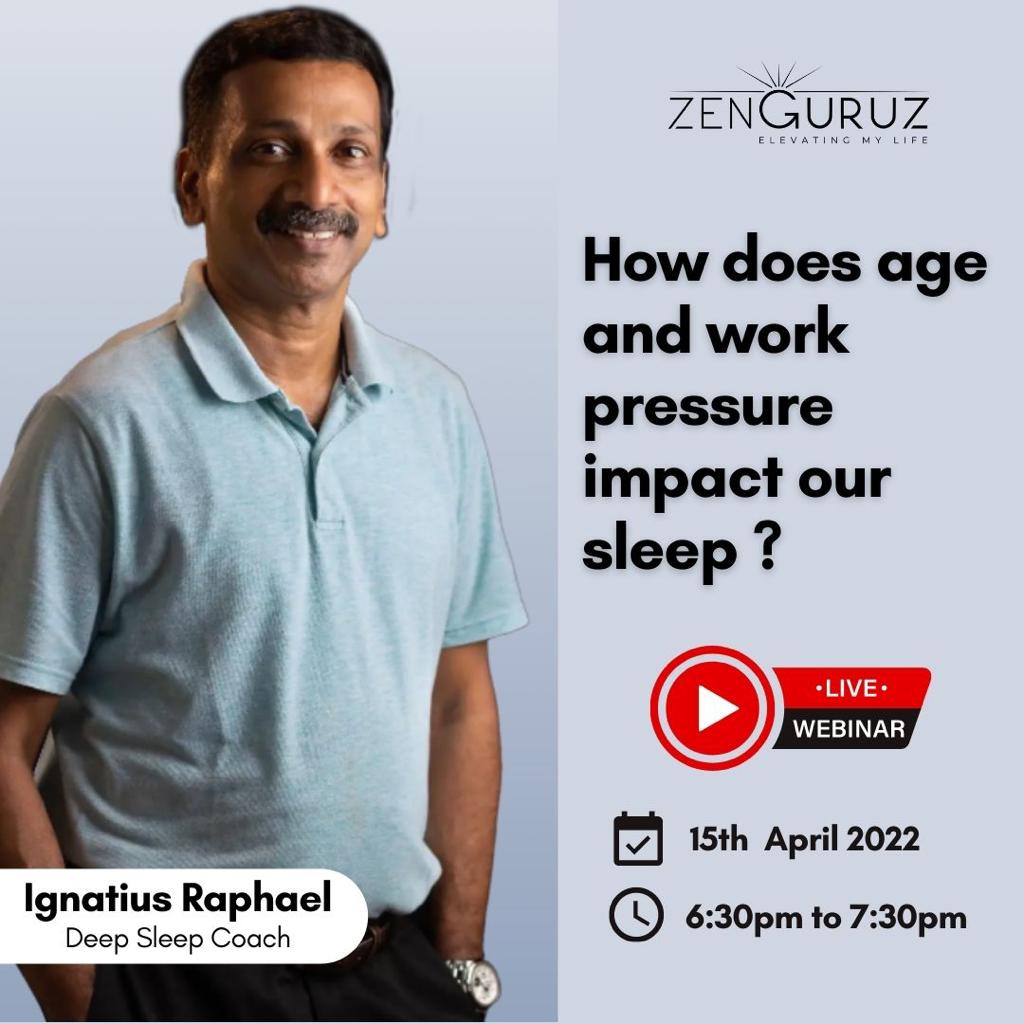 ZENGURUZ
ELEVATING MY LIFE
How does age
and work
pressure
impact our
sleep ?
•LIVE•
WEBINAR
15th April 2022
6:30pm to 7:30pm
Ignatius Raphael
Deep Sleep Coach